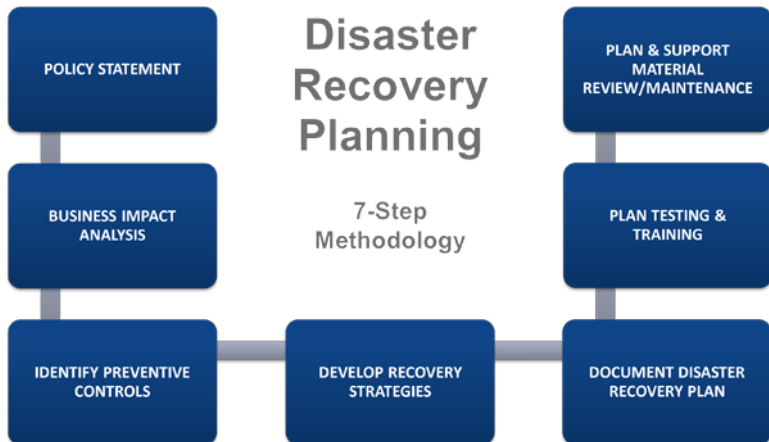 Disaster
Recovery
Planning
7-Step
Methodology
POLICY STATEMENT
BUSINESS IMPACT
ANALYSIS
IDENTIFY PREVENTIVE
CONTROLS
DEVELOP RECOVERY
STRATEGIES
DOCUMENT DISASTER
RECOVERY PLAN
PLAN TESTING &
TRAINING
PLAN & SUPPORT
MATERIAL
REVIEW/MAINTENANCE